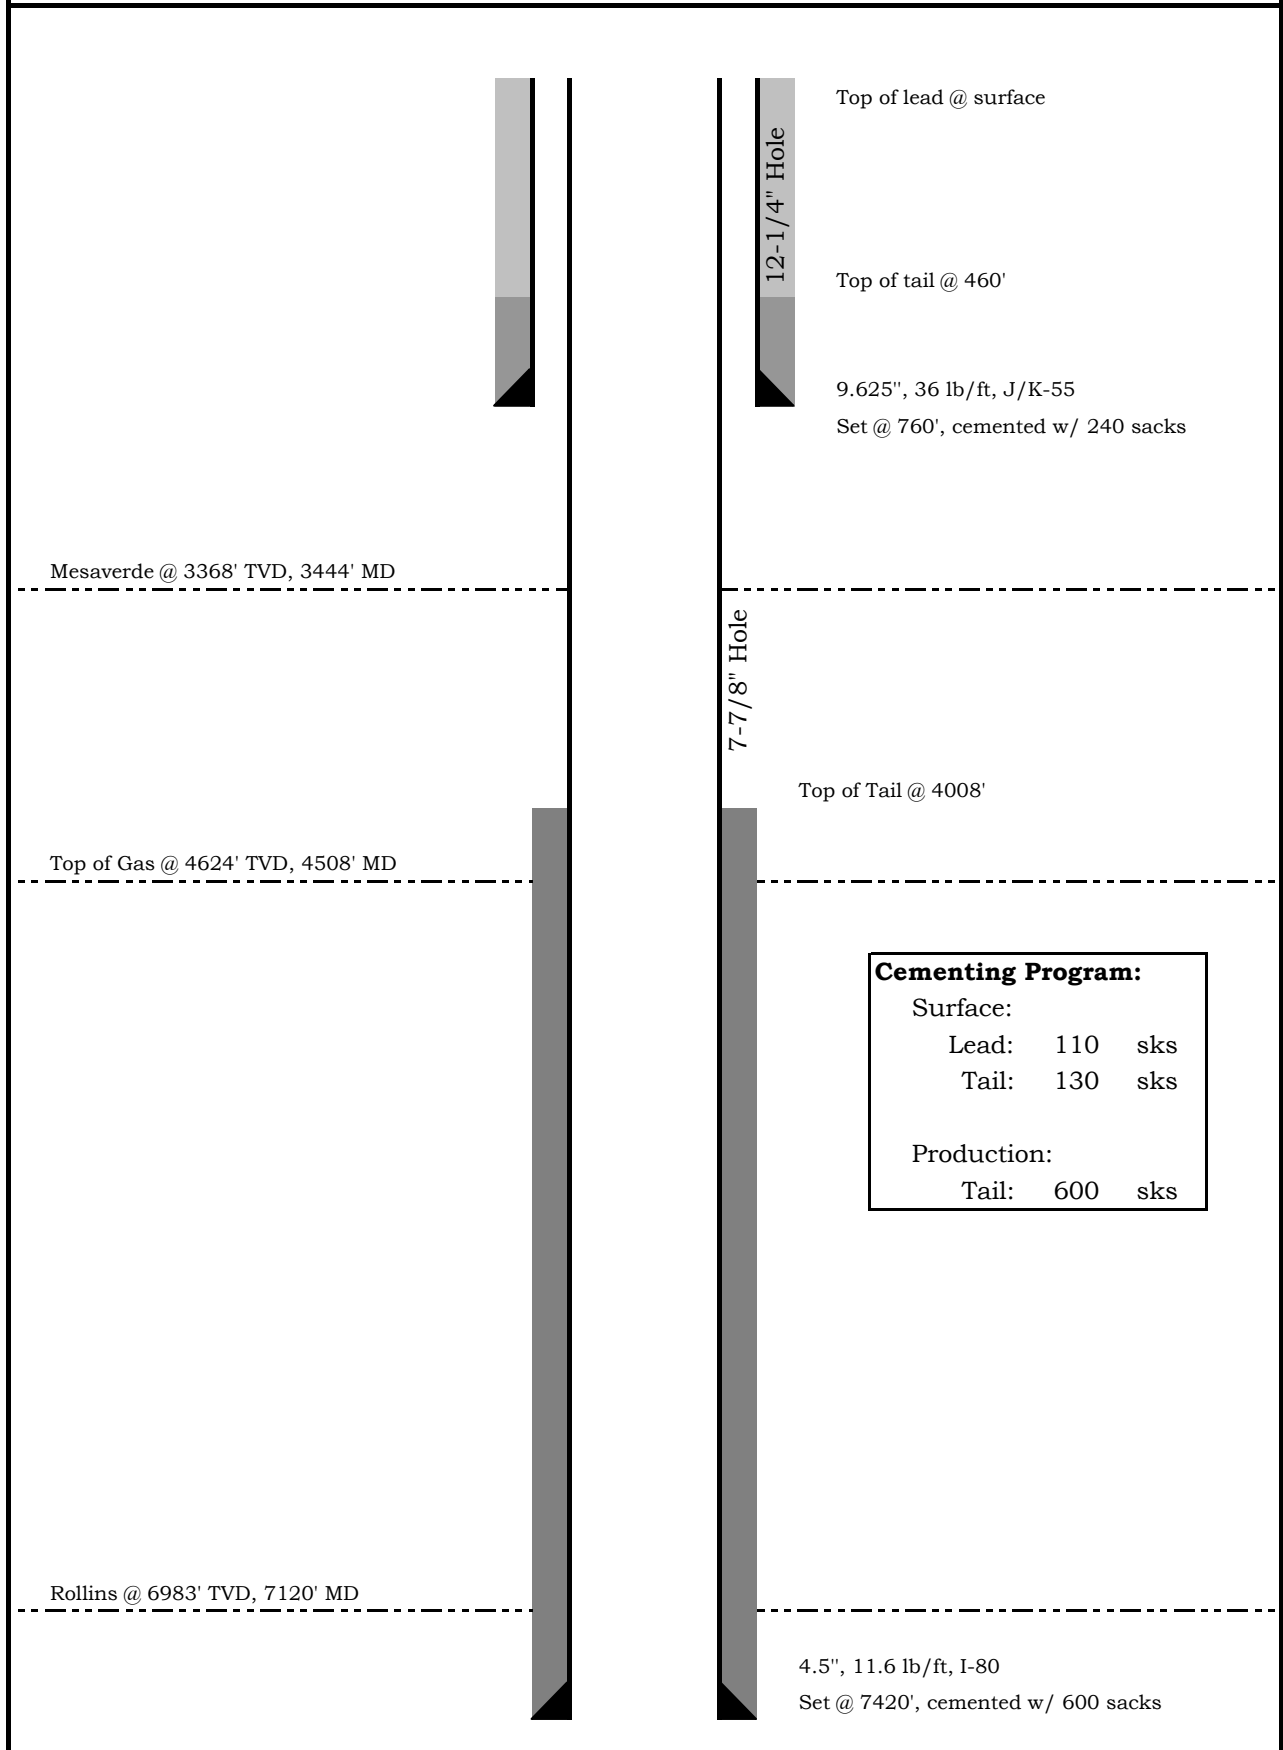 Top of lead @ surface
12-1/4" Hole
Top of tail @ 460'
9.625", 36 lb/ft, J/K-55
Set @ 760', cemented w/ 240 sacks
Mesaverde @ 3368' TVD, 3444' MD
7-7/8" Hole
Top of Tail @ 4008'
Top of Gas @ 4624' TVD, 4508' MD
Cementing Program:
Surface:
Lead: 110 sks
Tail: 130 sks
Production:
Tail: 600 sks
Rollins @ 6983' TVD, 7120' MD
4.5", 11.6 lb/ft, I-80
Set @ 7420', cemented w/ 600 sacks